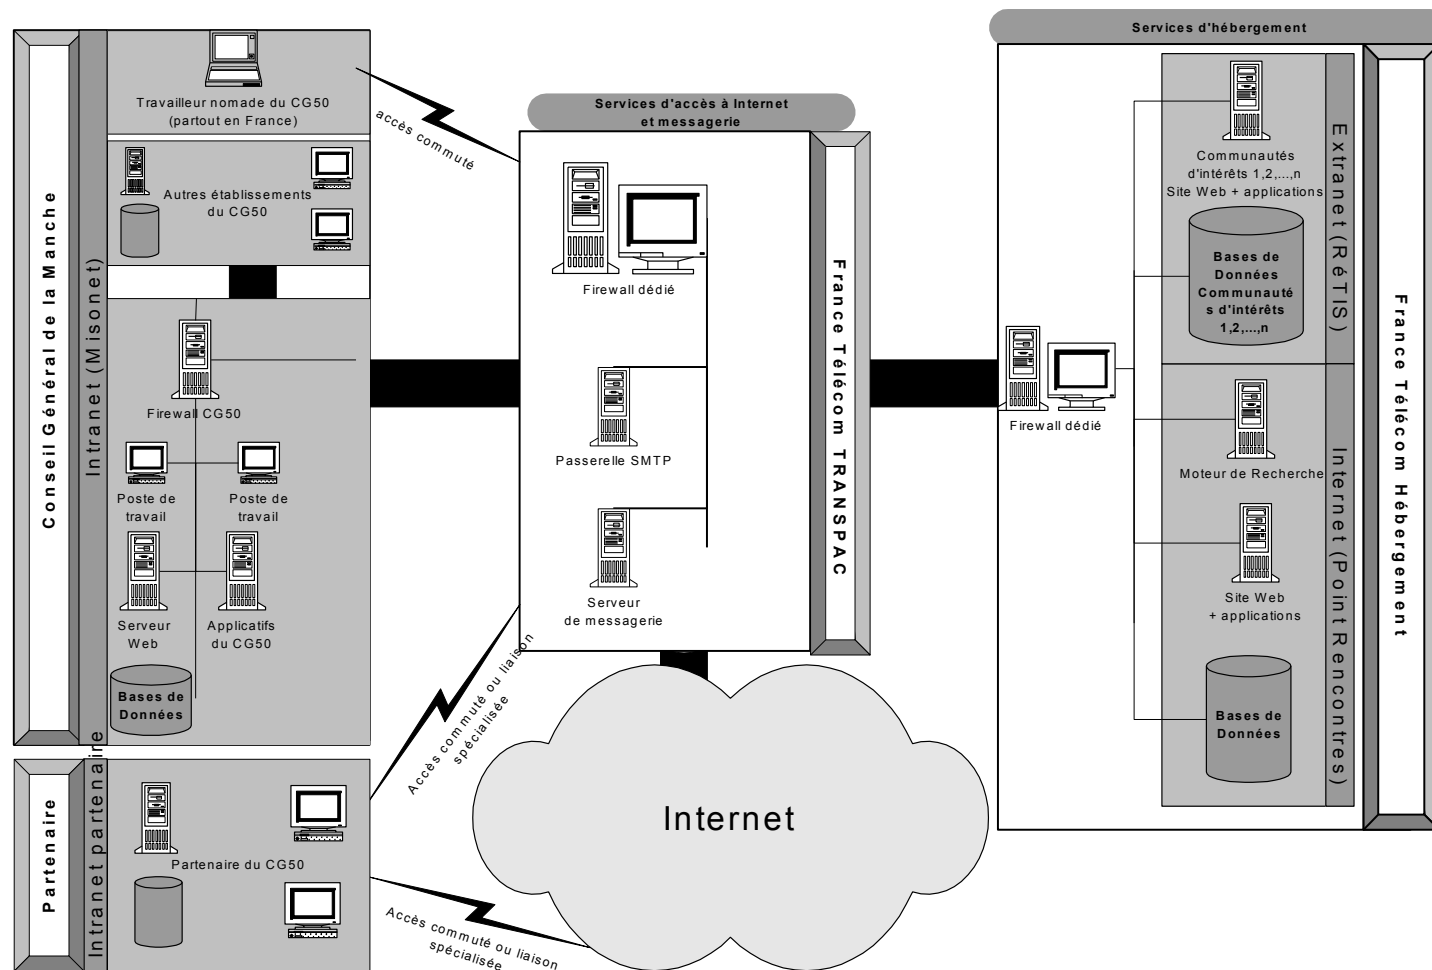 Conseil Général de la Manche
Intranet (Misonet)
Travailleur nomade du CG50
(partout en France)
Autres établissements
du CG50
Firewall CG50
Poste de
travail
Poste de
travail
Serveur
Web
Applicatifs
du CG50
Bases de
Données
Partenaire
Intranet partenaire
Partenaire du CG50
accès commuté
Accès commuté ou liaison
spécialisée
Accès commuté ou liaison
spécialisée
Services d'accès à Internet
et messagerie
Firewall dédié
Passerelle SMTP
Serveur
de messagerie
France Télécom TRANSPAC
Internet
Services d'hébergement
Firewall dédié
Communautés
d'intérêts 1,2,...,n
Site Web + applications
Bases de
Données
Communauté
s d'intérêts
1,2,...,n
Extranet (RéTIS)
Moteur de Recherche
Site Web
+ applications
Bases de
Données
Internet (Point Rencontres)
France Télécom Hébergement